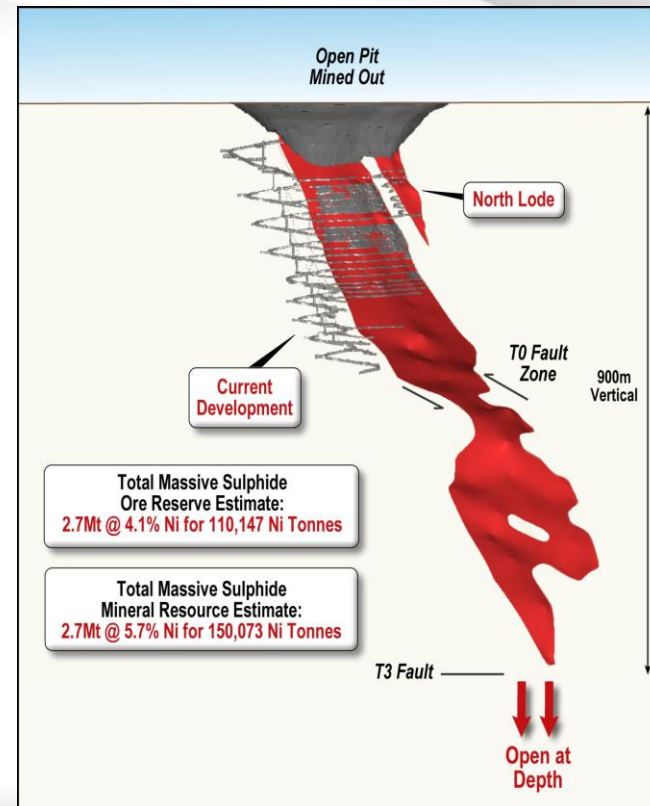 Open Pit
Mined Out
North Lode
T0 Fault
Zone
900m
Vertical
Current
Development
Total Massive Sulphide
Ore Reserve Estimate:
2.7Mt @ 4.1% Ni for 110,147 Ni Tonnes
Total Massive Sulphide
Mineral Resource Estimate:
2.7Mt @ 5.7% Ni for 150,073 Ni Tonnes
T3 Fault
Open at
Depth